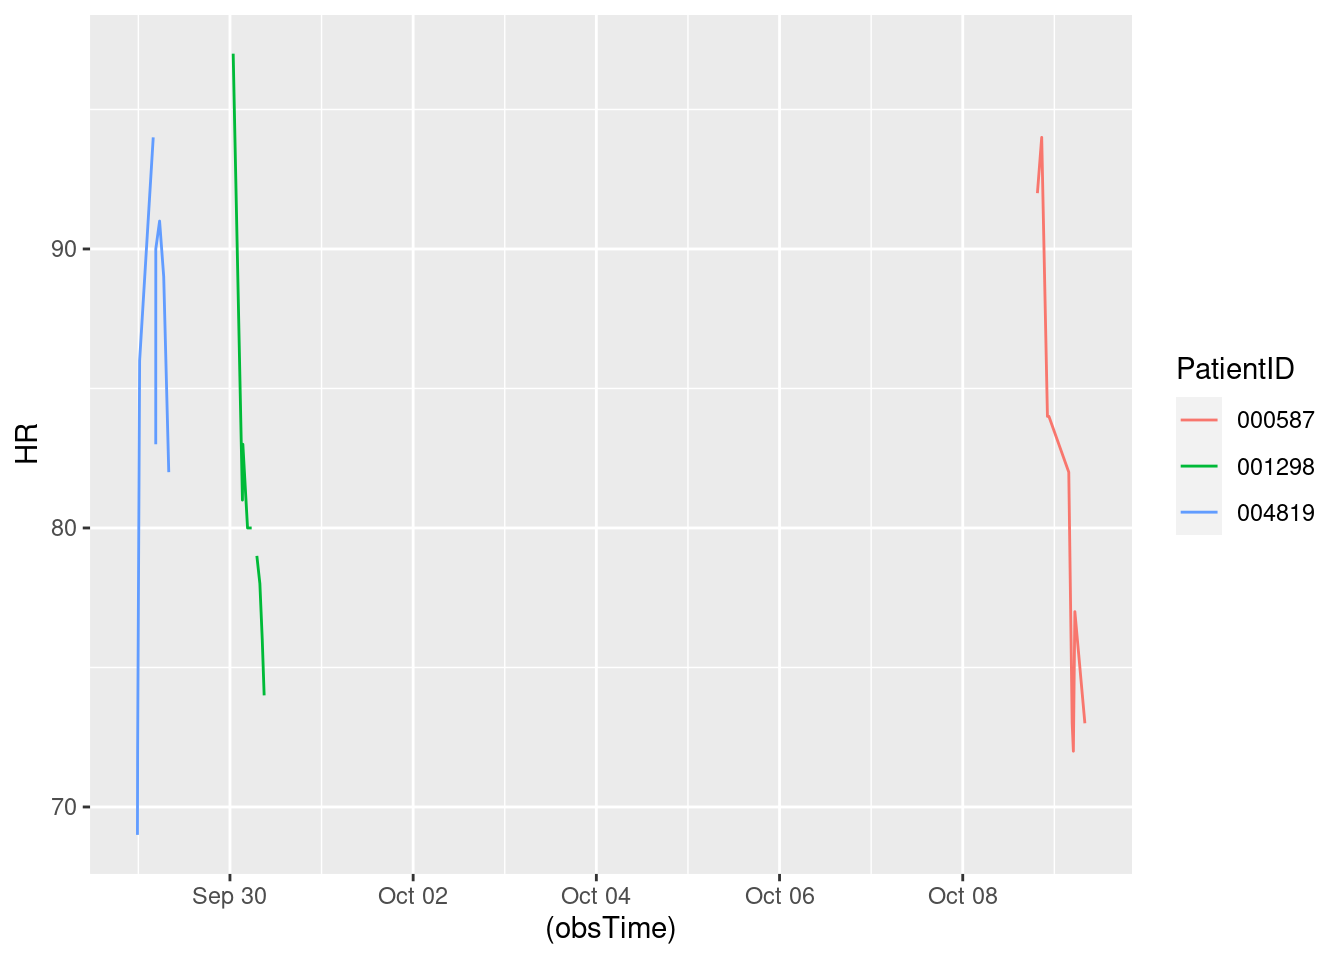 HR
90
80
70
Sep 30
Oct 02
Oct 04
Oct 06
Oct 08
(obsTime)
PatientID
000587
001298
004819